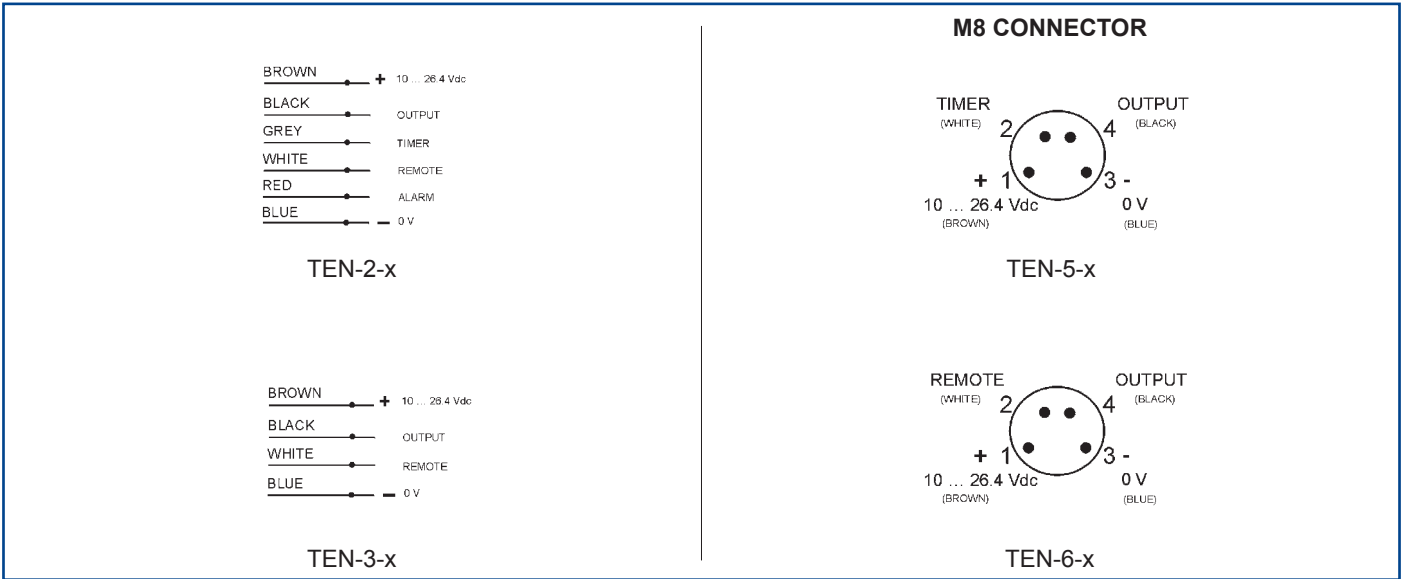 BROWN + 10 ... 26.4 Vdc
BLACK OUTPUT
GREY TIMER
WHITE REMOTE
RED ALARM
BLUE - 0 V
TEN-2-x
BROWN + 10 ... 26.4 Vdc
BLACK OUTPUT
WHITE REMOTE
BLUE - 0 V
TEN-3-x
M8 CONNECTOR
TIMER OUTPUT
(WHITE) 2 4 (BLACK)
+ 1 3 -
10 ... 26.4 Vdc 0 V
(BROWN) (BLUE)
TEN-5-x
REMOTE OUTPUT
(WHITE) 2 4 (BLACK)
+ 1 3 -
10 ... 26.4 Vdc 0 V
(BROWN) (BLUE)
TEN-6-x